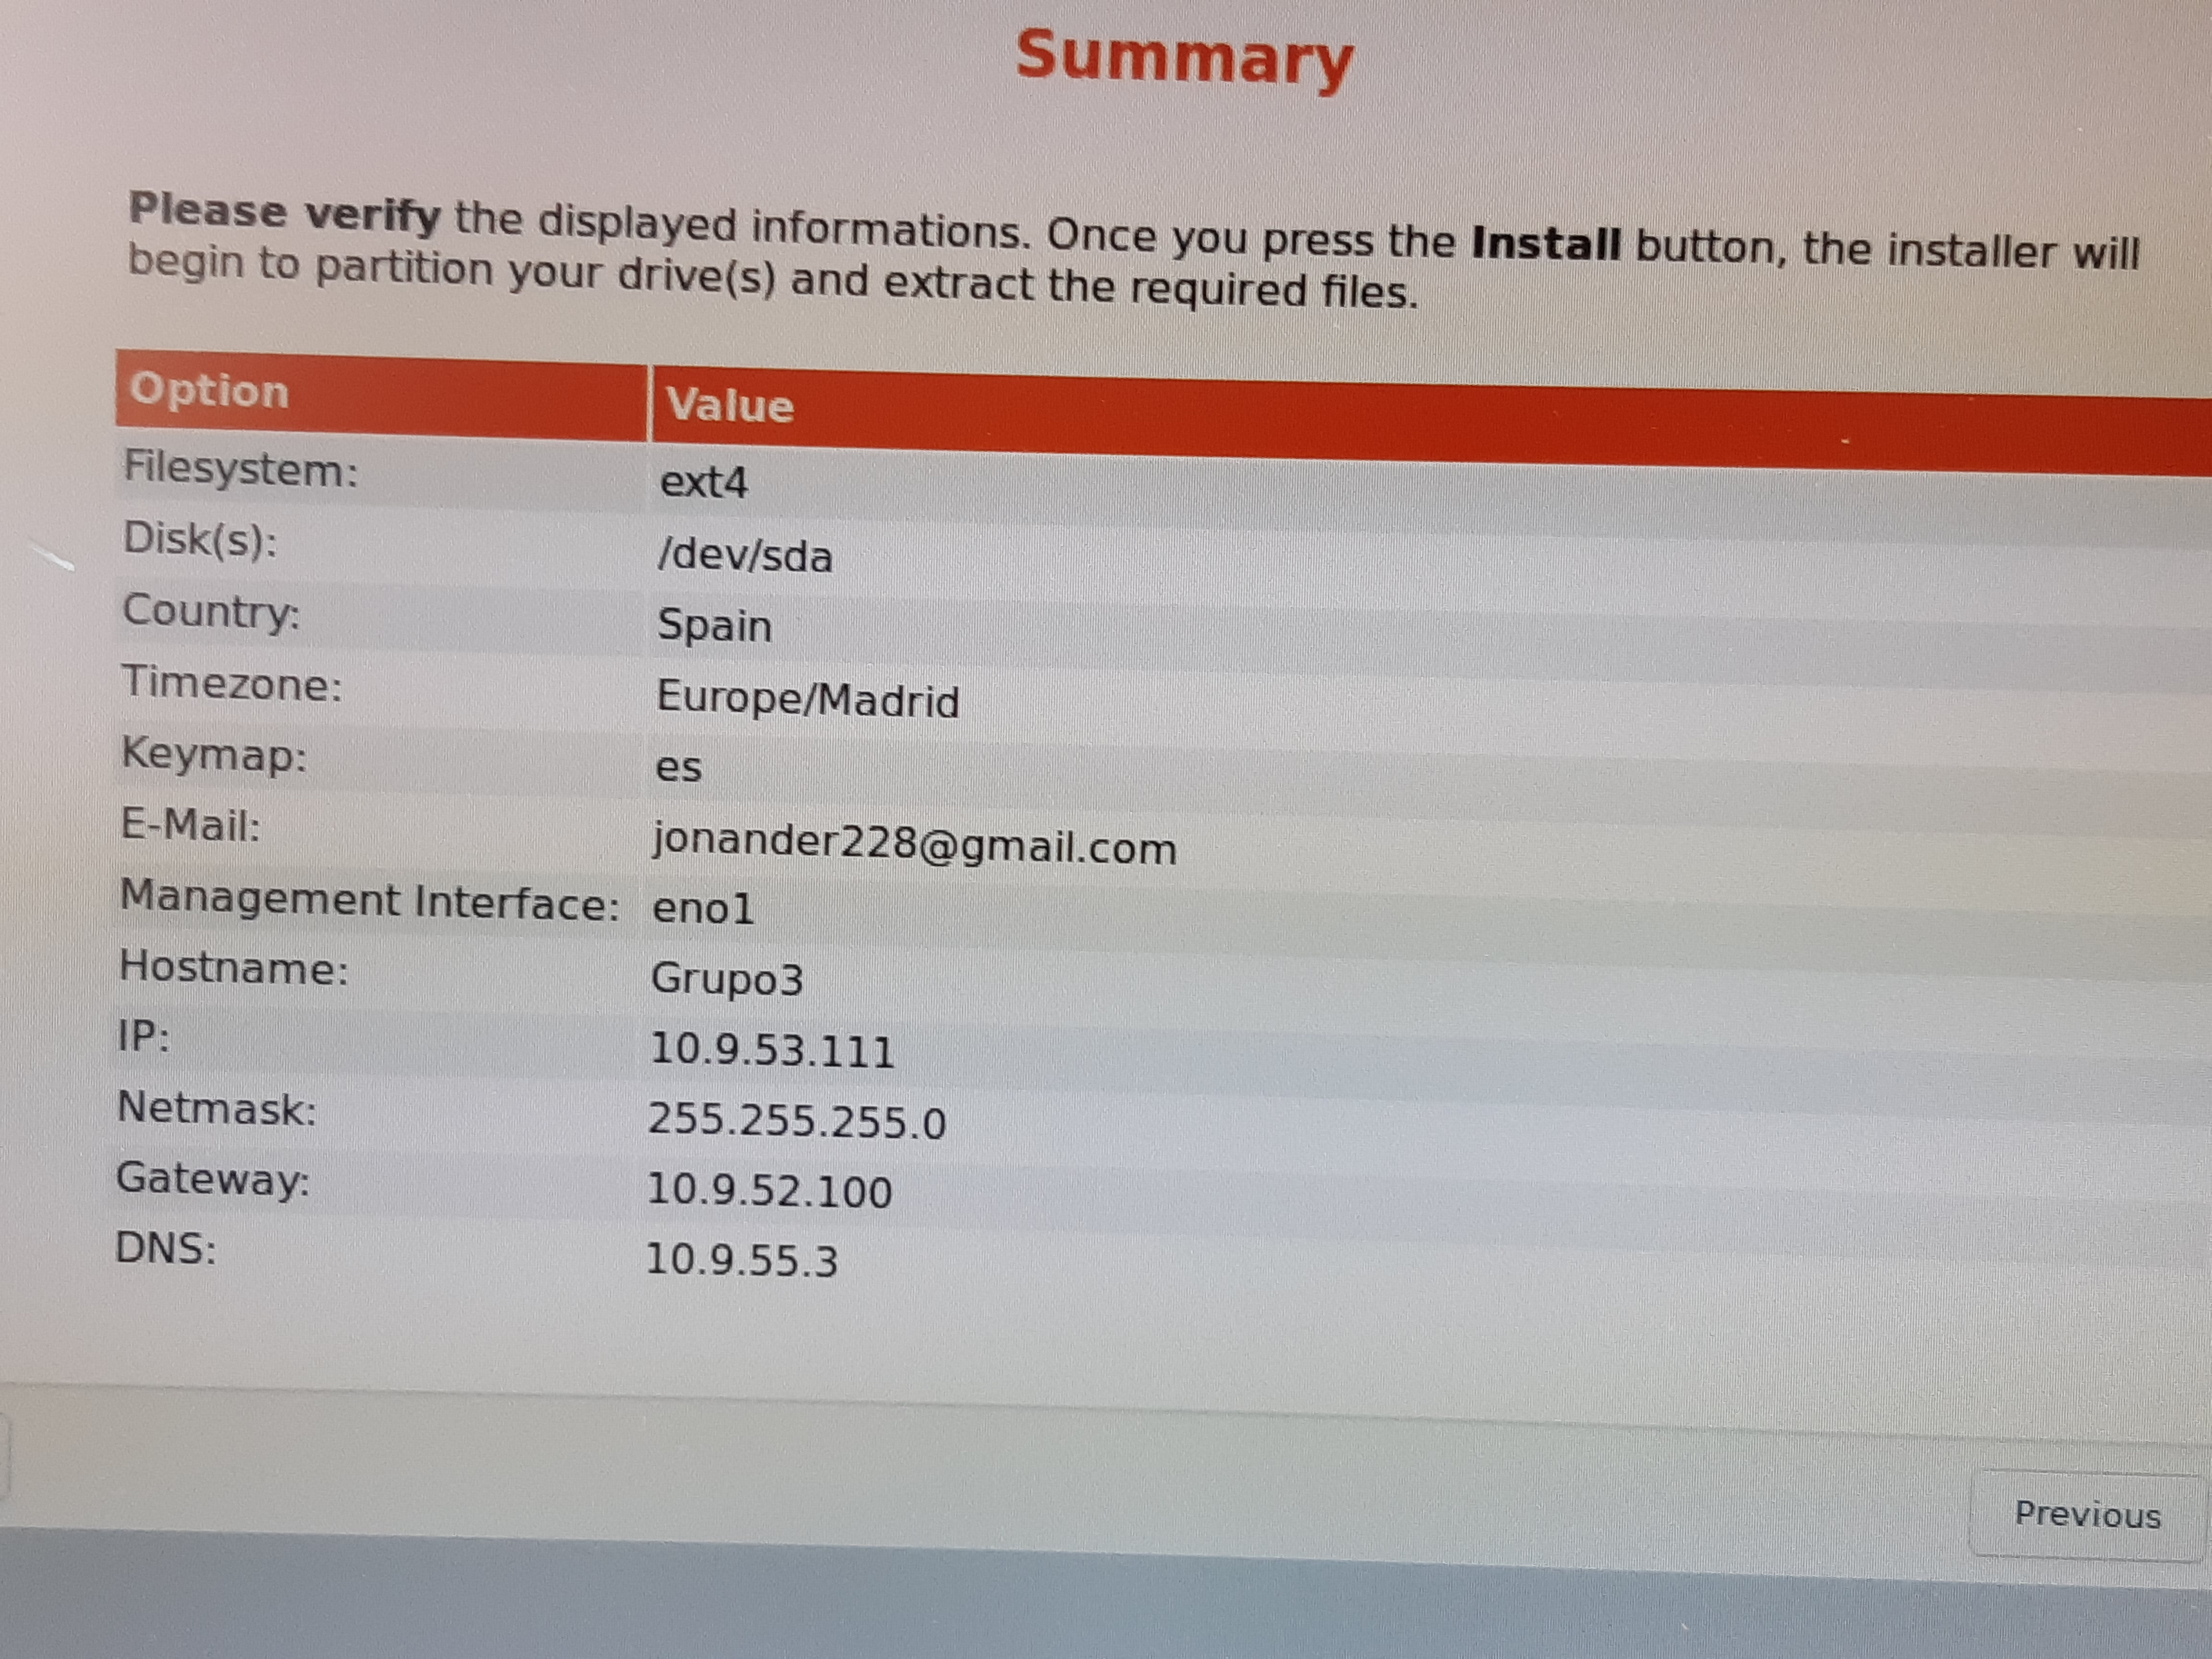 Summary
Please verify the displayed informations. Once you press the Install button, the installer will
begin to partition your drive(s) and extract the required files.
Option Value
Filesystem: ext4
Disk(s): /dev/sda
Country: Spain
Timezone: Europe/Madrid
Keymap: es
E-Mail: jonander228@gmail.com
Management Interface: eno1
Hostname: Grupo3
IP: 10.9.53.111
Netmask: 255.255.255.0
Gateway: 10.9.52.100
DNS: 10.9.55.3
Previous